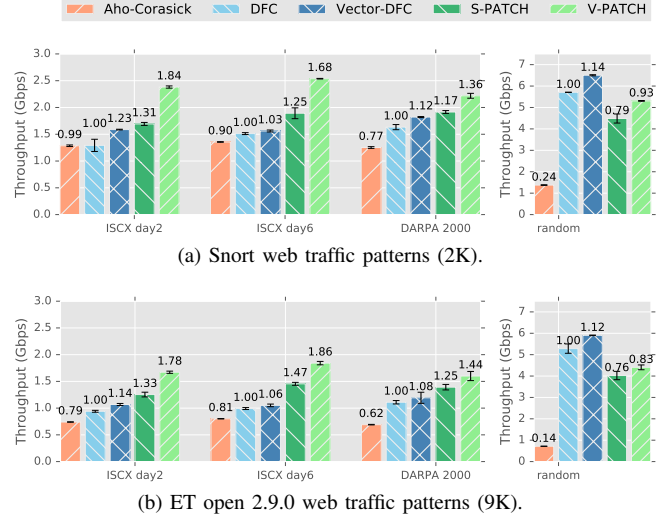 Aho-Corasick DFC Vector-DFC S-PATCH V-PATCH
Throughput (Gbps)
3.0
2.5
2.0
1.5
1.0
0.5
0.0
0.99 1.00 1.23 1.31 1.84
0.90 1.00 1.03 1.25 1.68
0.77 1.00 1.12 1.17 1.36
ISCX day2 ISCX day6 DARPA 2000
Throughput (Gbps)
7
6
5
4
3
2
1
0
0.24 1.00 1.14 0.79 0.93
random
(a) Snort web traffic patterns (2K).
Throughput (Gbps)
3.0
2.5
2.0
1.5
1.0
0.5
0.0
0.79 1.00 1.14 1.33 1.78
0.81 1.00 1.06 1.47 1.86
0.62 1.00 1.08 1.25 1.44
ISCX day2 ISCX day6 DARPA 2000
Throughput (Gbps)
7
6
5
4
3
2
1
0
0.14 1.00 1.12 0.76 0.83
random
(b) ET open 2.9.0 web traffic patterns (9K).